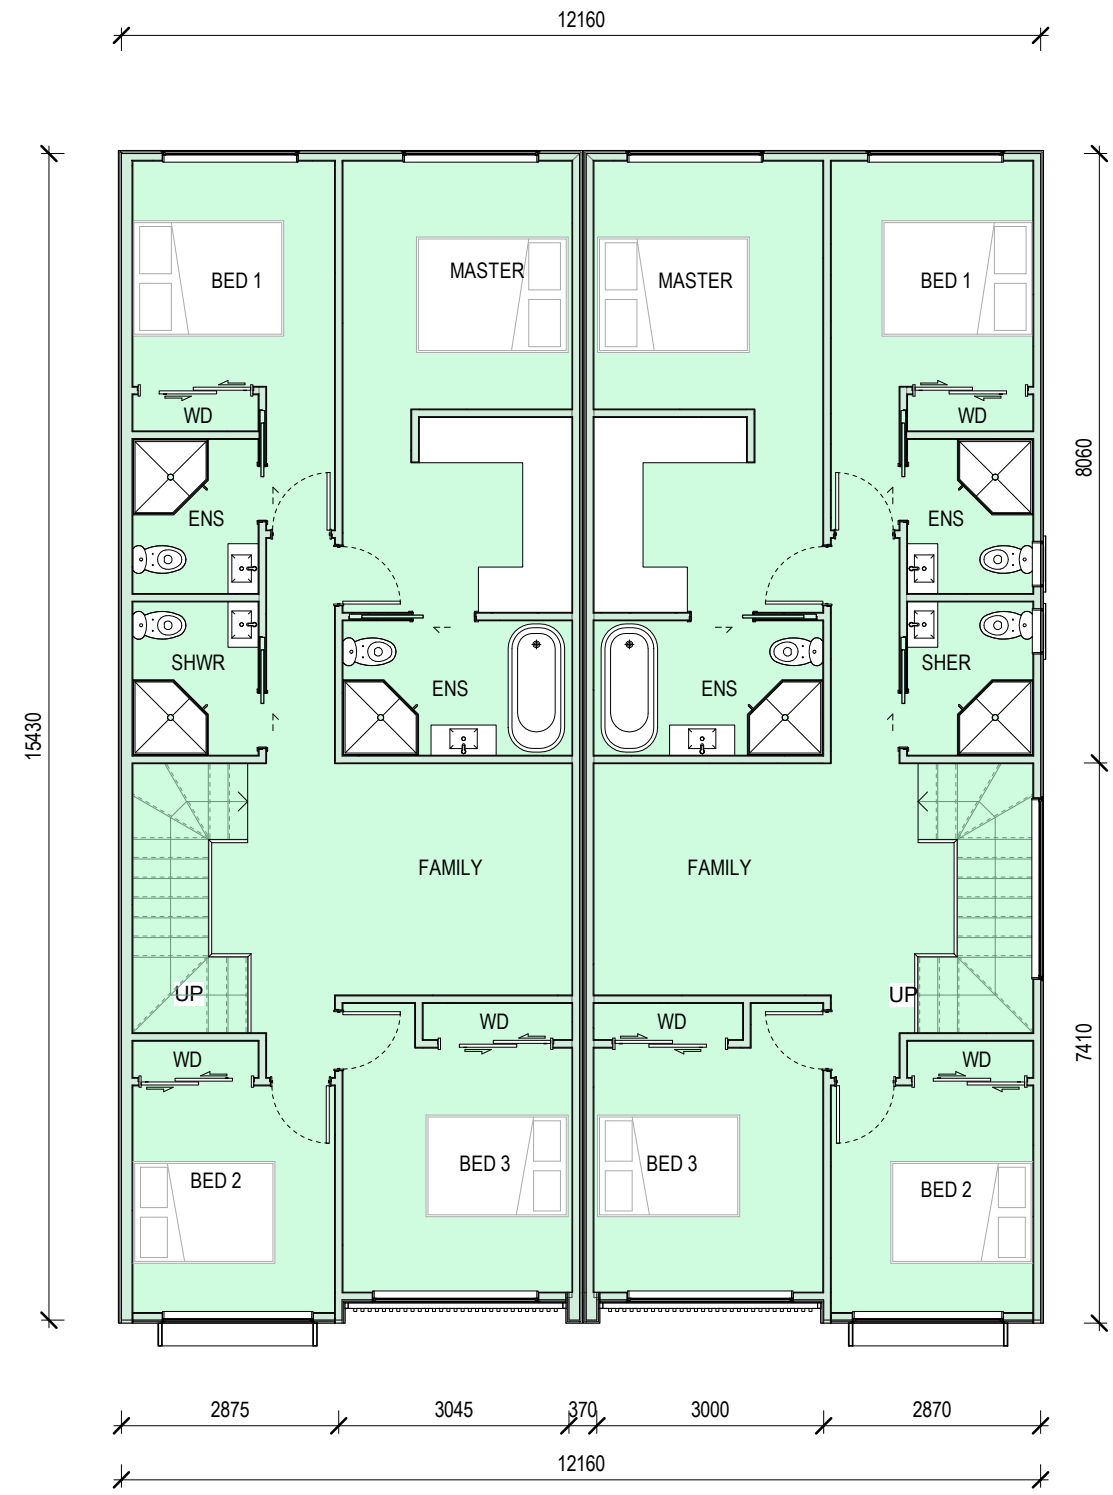 12160
BED 1
MASTER
MASTER
BED 1
WD
WD
8060
ENS
ENS
SHWR
SHER
ENS
ENS
15430
FAMILY
FAMILY
UP
UP
WD
WD
7410
WD
WD
BED 3
BED 3
BED 2
BED 2
2875
3045
370
3000
2870
12160